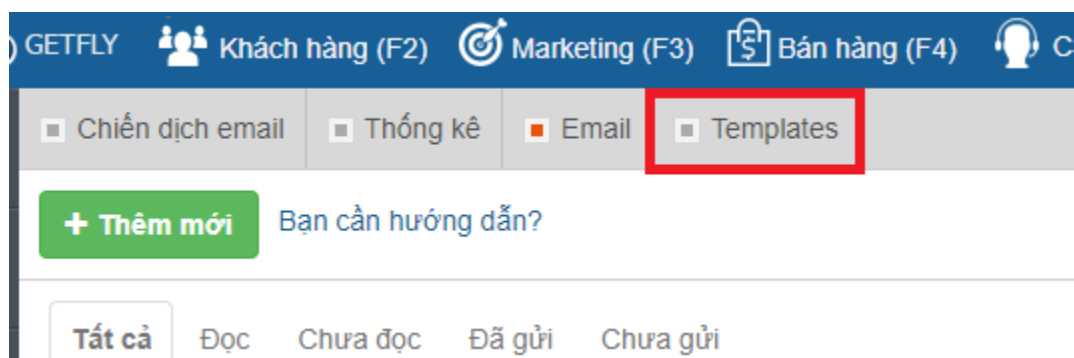 GETFLY Khách hàng (F2) Marketing (F3) Bán hàng (F4) C
Chiến dịch email Thống kê Email Templates
+ Thêm mới Bạn cần hướng dẫn?
Tất cả Đọc Chưa đọc Đã gửi Chưa gửi